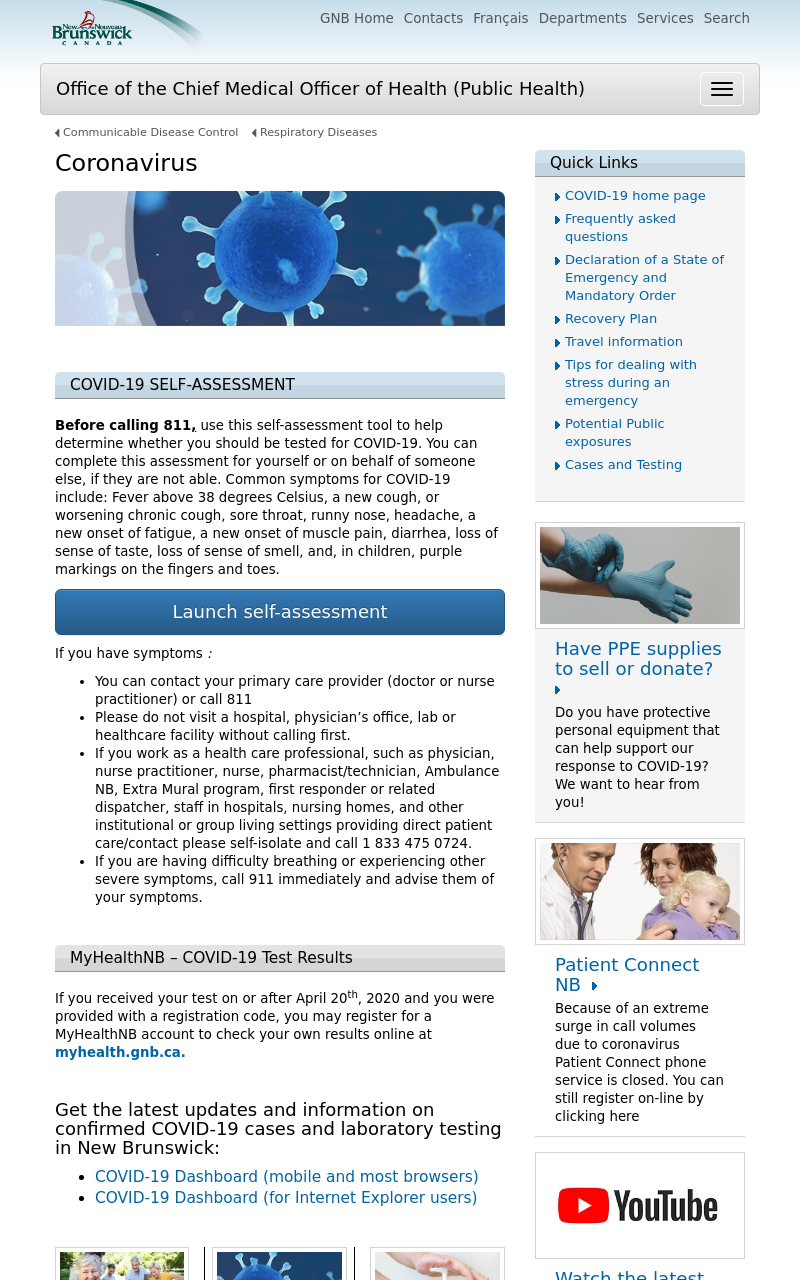 New Nouveau
Brunswick
CANADA
GNB Home Contacts Français Departments Services Search
Office of the Chief Medical Officer of Health (Public Health)
Communicable Disease Control Respiratory Diseases
Coronavirus
COVID-19 SELF-ASSESSMENT
Before calling 811, use this self-assessment tool to help
determine whether you should be tested for COVID-19. You can
complete this assessment for yourself or on behalf of someone
else, if they are not able. Common symptoms for COVID-19
include: Fever above 38 degrees Celsius, a new cough, or
worsening chronic cough, sore throat, runny nose, headache, a
new onset of fatigue, a new onset of muscle pain, diarrhea, loss of
sense of taste, loss of sense of smell, and, in children, purple
markings on the fingers and toes.
Launch self-assessment
If you have symptoms :
• You can contact your primary care provider (doctor or nurse
practitioner) or call 811
• Please do not visit a hospital, physician’s office, lab or
healthcare facility without calling first.
• If you work as a health care professional, such as physician,
nurse practitioner, nurse, pharmacist/technician, Ambulance
NB, Extra Mural program, first responder or related
dispatcher, staff in hospitals, nursing homes, and other
institutional or group living settings providing direct patient
care/contact please self-isolate and call 1 833 475 0724.
• If you are having difficulty breathing or experiencing other
severe symptoms, call 911 immediately and advise them of
your symptoms.
MyHealthNB – COVID-19 Test Results
If you received your test on or after April 20th, 2020 and you were
provided with a registration code, you may register for a
MyHealthNB account to check your own results online at
myhealth.gnb.ca.
Get the latest updates and information on
confirmed COVID-19 cases and laboratory testing
in New Brunswick:
• COVID-19 Dashboard (mobile and most browsers)
• COVID-19 Dashboard (for Internet Explorer users)
Quick Links
COVID-19 home page
Frequently asked
questions
Declaration of a State of
Emergency and
Mandatory Order
Recovery Plan
Travel information
Tips for dealing with
stress during an
emergency
Potential Public
exposures
Cases and Testing
Have PPE supplies
to sell or donate?
Do you have protective
personal equipment that
can help support our
response to COVID-19?
We want to hear from
you!
Patient Connect
NB
Because of an extreme
surge in call volumes
due to coronavirus
Patient Connect phone
service is closed. You can
still register on-line by
clicking here
YouTube
Watch the latest